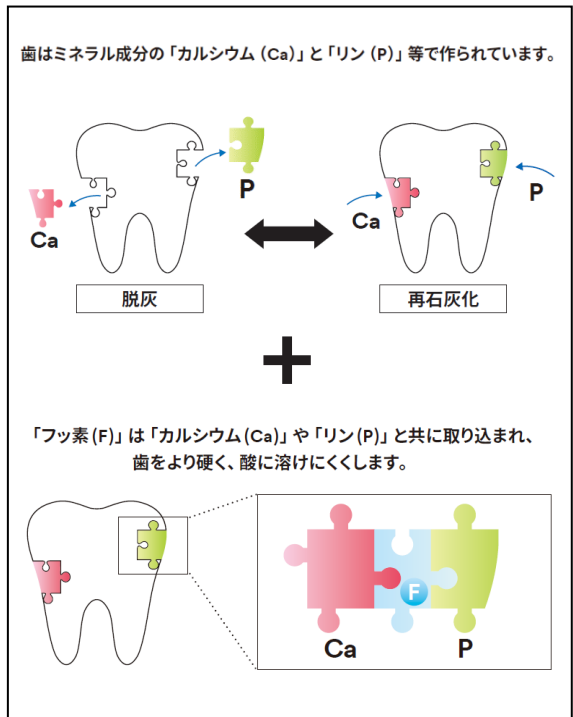 歯はミネラル成分の「カルシウム(Ca)」と「リン(P)」等で作られています。
P
Ca
Ca
P
脱灰
再石灰化
「フッ素(F)」は「カルシウム(Ca)」や「リン(P)」と共に取り込まれ、
歯をより硬く、酸に溶けにくくします。
F
Ca
P